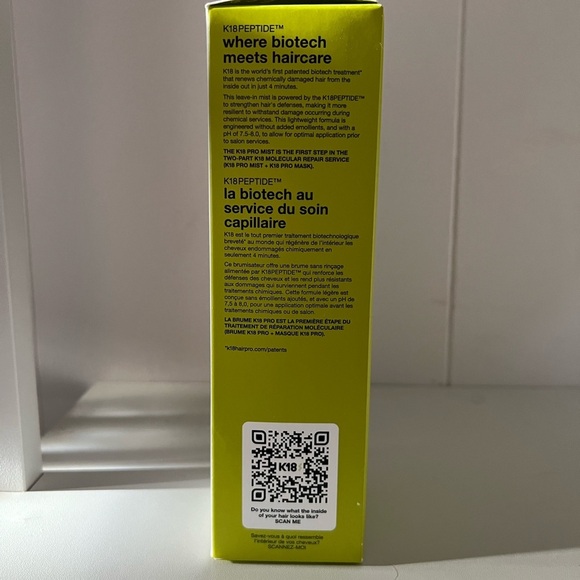 K18PEPTIDE™
where biotech
meets haircare
K18 is the world's first patented biotech treatment*
that renews chemically damaged hair from the
inside out in just 4 minutes.
This leave-in mist is powered by the K18PEPTIDE™
to strengthen hair's defenses, making it more
resilient to withstand damage occurring during
chemical services. This lightweight formula is
engineered without added emollients, and with a
pH of 7.5-8.0, to allow for optimal application prior
to salon services.
THE K18 PRO MIST IS THE FIRST STEP IN THE
TWO-PART K18 MOLECULAR REPAIR SERVICE
(K18 PRO MIST + K18 PRO MASK).
K18PEPTIDE™
la biotech au
service du soin
capillaire
K18 est le tout premier traitement biotechnologique
breveté* au monde qui régénère de l'intérieur les
cheveux endommagés chimiquement en
seulement 4 minutes.
Ce brumisateur offre une brume sans rinçage
alimentée par K18PEPTIDE™ qui renforce les
défenses des cheveux et les rend plus résistants
aux dommages qui surviennent pendant les
traitements chimiques. Cette formule légère est
conçue sans émollients ajoutés, et avec un pH de
7,5 à 8,0, pour une application optimale avant les
traitements chimiques ou de salon.
LA BRUME K18 PRO EST LA PREMIÈRE ÉTAPE DU
TRAITEMENT DE RÉPARATION MOLÉCULAIRE
(BRUME K18 PRO + MASQUE K18 PRO).
*k18hairpro.com/patents
K18
Do you know what the inside
of your hair looks like?
SCAN ME
Savez-vous à quoi ressemble
l'intérieur de vos cheveux?
SCANNEZ-MOI